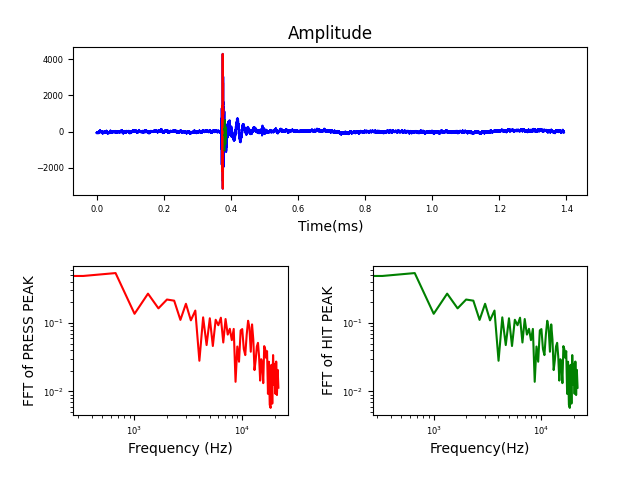 Amplitude
4000
2000
0
−2000
0.0 0.2 0.4 0.6 0.8 1.0 1.2 1.4
Time(ms)
FFT of PRESS PEAK
10⁻¹
10⁻²
10³ 10⁴
Frequency (Hz)
FFT of HIT PEAK
10⁻¹
10⁻²
10³ 10⁴
Frequency(Hz)